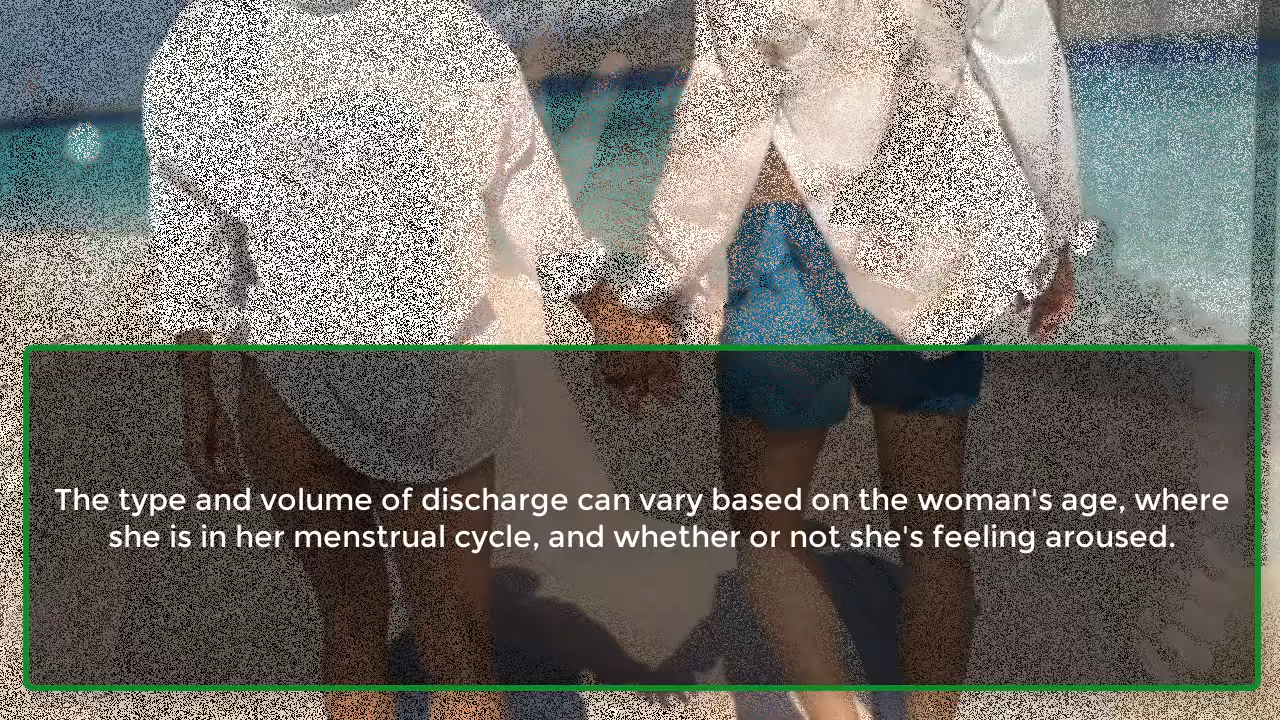 The type and volume of discharge can vary based on the woman's age, where
she is in her menstrual cycle, and whether or not she's feeling aroused.